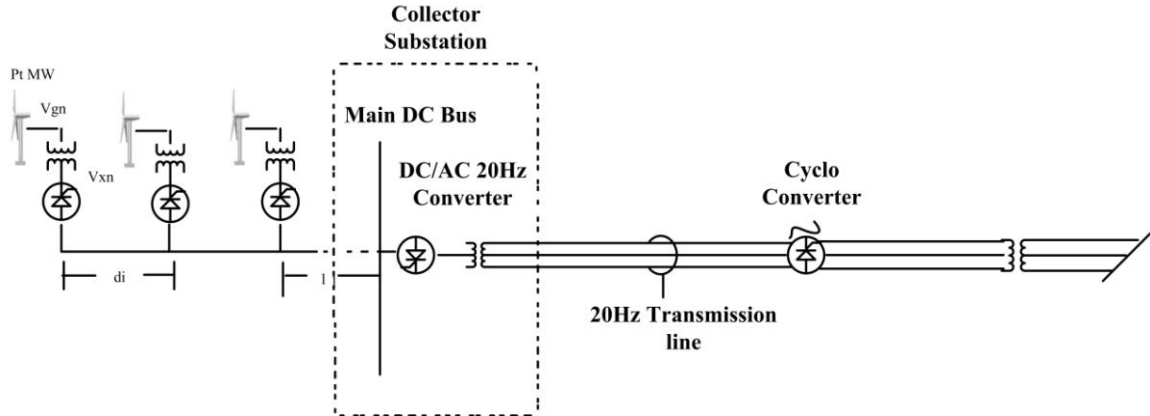 Collector
Substation
Pt MW
Vgn
Main DC Bus
Vxn
DC/AC 20Hz
Converter
Cyclo
Converter
di
l
20Hz Transmission
line